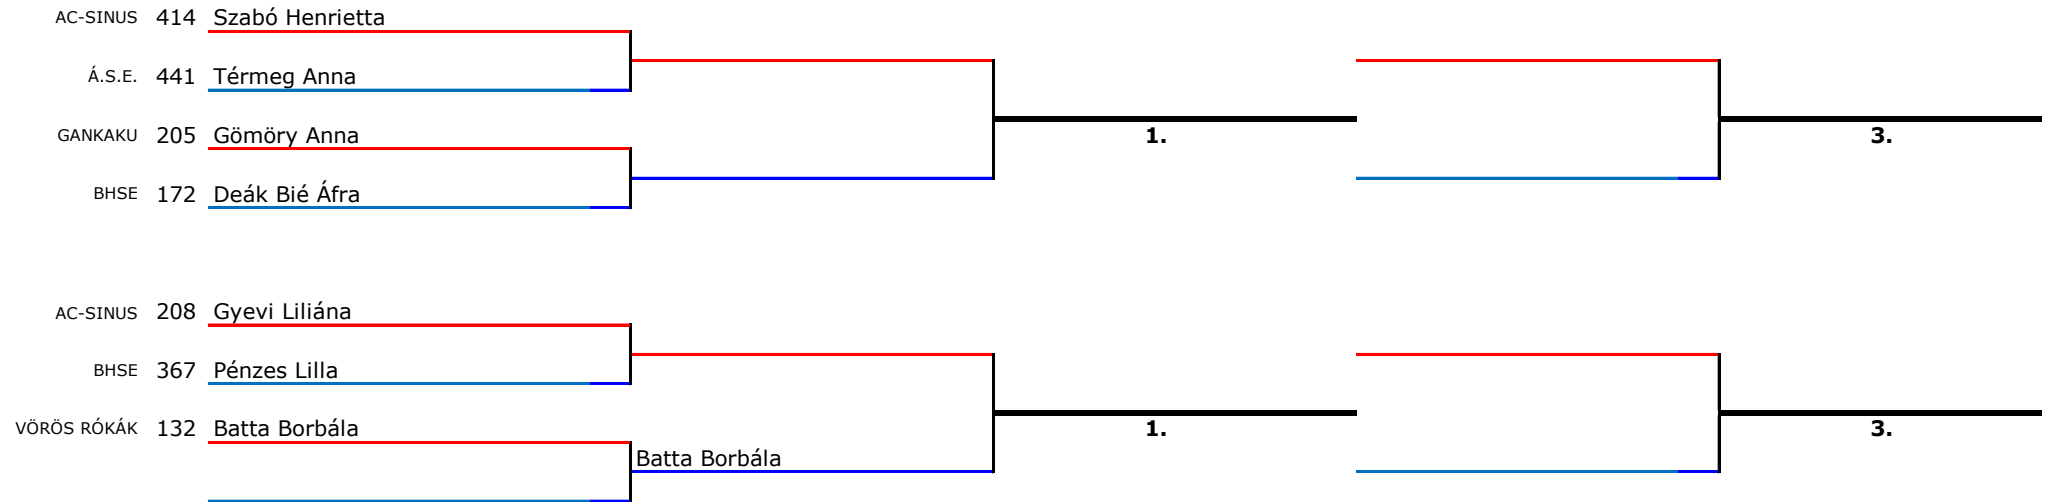 AC-SINUS 414 Szabó Henrietta
Á.S.E. 441 Térmeg Anna
GANKAKU 205 Gömöry Anna 1. 3.
BHSE 172 Deák Bié Áfra
AC-SINUS 208 Gyevi Liliána
BHSE 367 Pénzes Lilla
VÖRÖS RÓKÁK 132 Batta Borbála 1. 3.
Batta Borbála